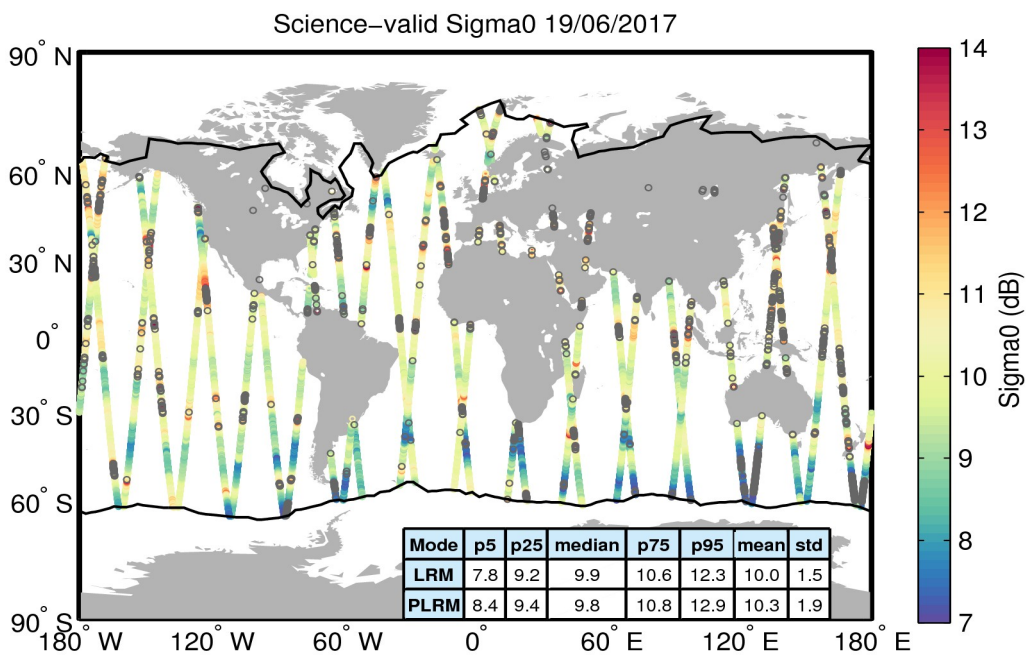 Science−valid Sigma0 19/06/2017
90° N
60° N
30° N
0°
30° S
60° S
90° S
180° W
120° W
60° W
0°
60° E
120° E
180° E
14
13
12
11
10
9
8
7
Sigma0 (dB)
Mode p5 p25 median p75 p95 mean std
LRM 7.8 9.2 9.9 10.6 12.3 10.0 1.5
PLRM 8.4 9.4 9.8 10.8 12.9 10.3 1.9